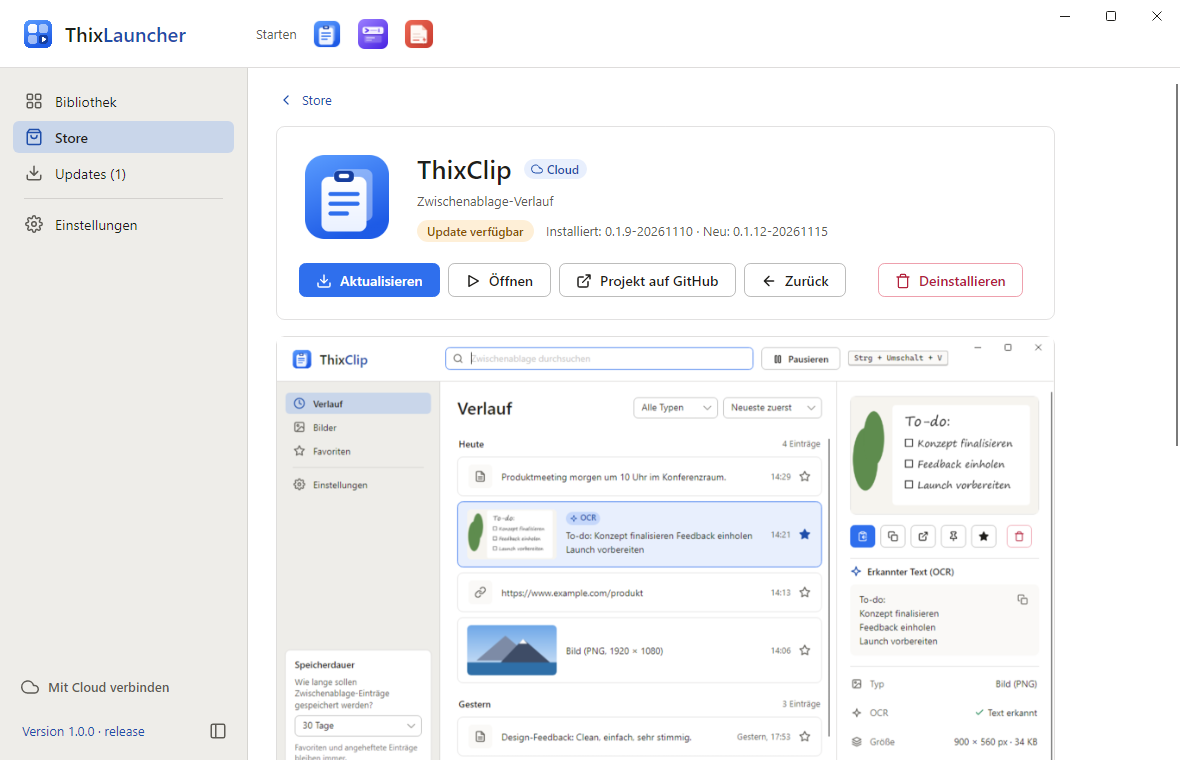 ThixLauncher
Starten
Bibliothek
Store
Updates (1)
Einstellungen
Mit Cloud verbinden
Version 1.0.0 · release
Store
ThixClip
Cloud
Zwischenablage-Verlauf
Update verfügbar
Installiert: 0.1.9-20261110 · Neu: 0.1.12-20261115
Aktualisieren
Öffnen
Projekt auf GitHub
Zurück
Deinstallieren
ThixClip
Zwischenablage durchsuchen
Pausieren
Strg + Umschalt + V
Verlauf
Bilder
Favoriten
Einstellungen
Speicherdauer
Wie lange sollen
Zwischenablage-Einträge
gespeichert werden?
30 Tage
Favoriten und angeheftete Einträge
bleiben immer.
Verlauf
Alle Typen
Neueste zuerst
Heute
4 Einträge
Produktmeeting morgen um 10 Uhr im Konferenzraum.
14:29
To-do:
Konzept finalisieren
Feedback einholen
Launch vorbereiten
OCR
To-do: Konzept finalisieren Feedback einholen
Launch vorbereiten
14:21
https://www.example.com/produkt
14:13
Bild (PNG, 1920 × 1080)
14:06
Gestern
3 Einträge
Design-Feedback: Clean, einfach, sehr stimmig.
Gestern, 17:53
To-do:
Konzept finalisieren
Feedback einholen
Launch vorbereiten
Erkannter Text (OCR)
To-do:
Konzept finalisieren
Feedback einholen
Launch vorbereiten
Typ
Bild (PNG)
OCR
Text erkannt
Größe
900 × 560 px · 34 KB